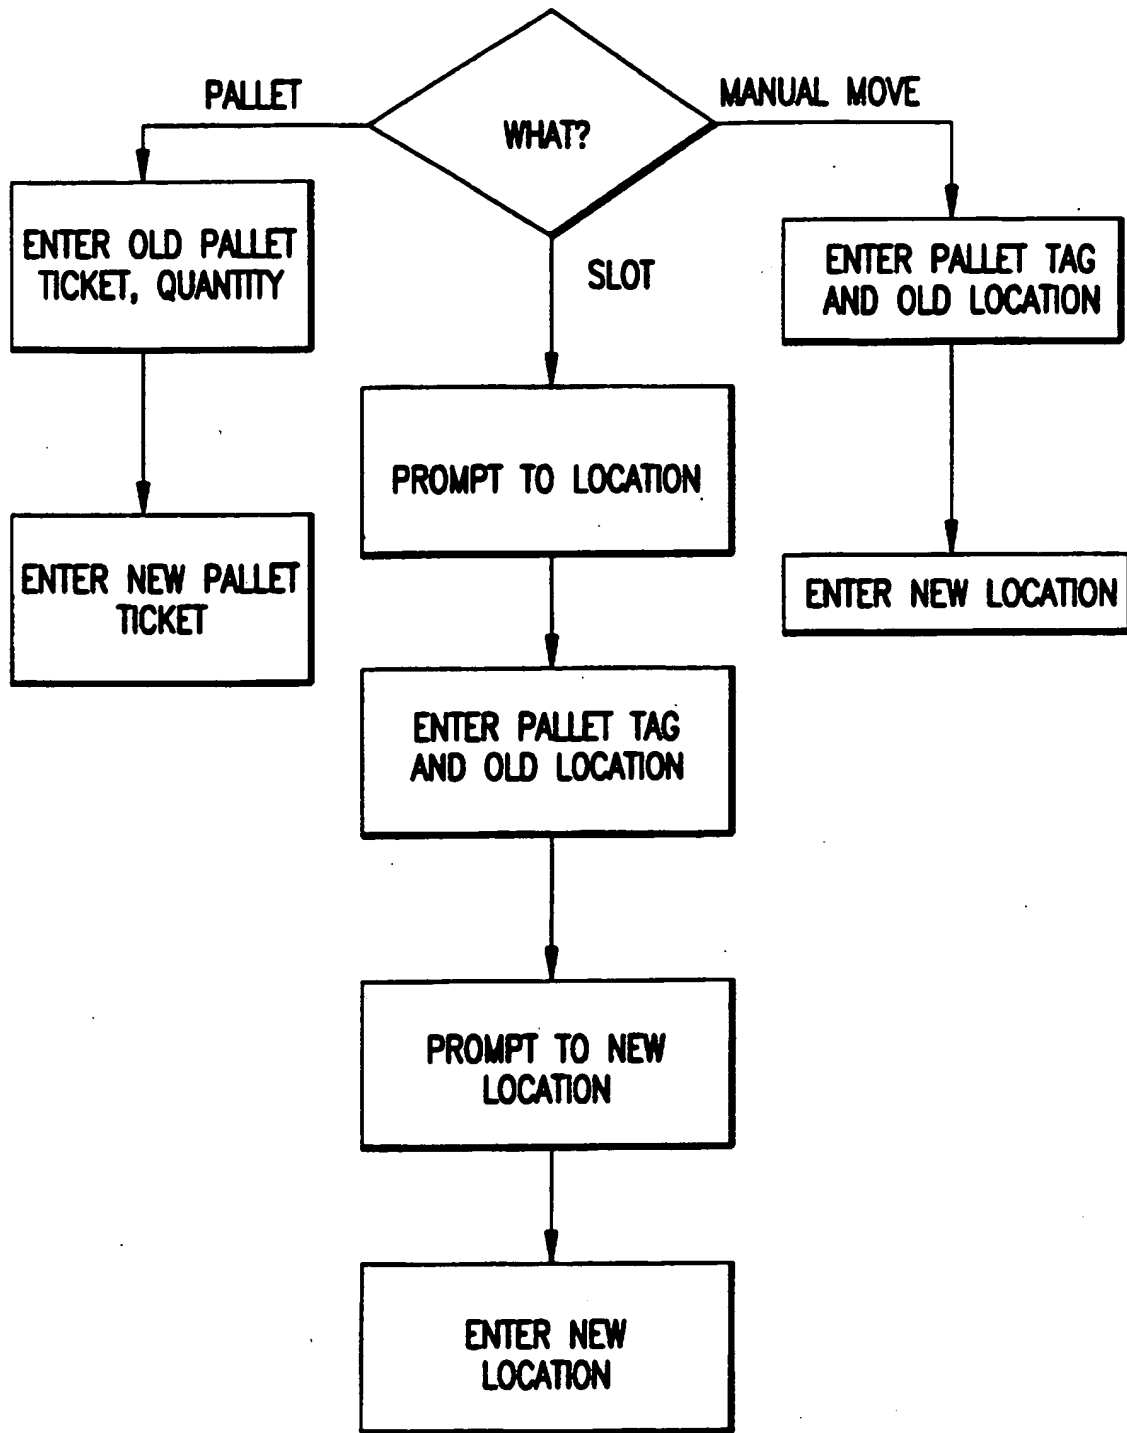 PALLET
MANUAL MOVE
WHAT?
ENTER OLD PALLET
TICKET, QUANTITY
SLOT
ENTER PALLET TAG
AND OLD LOCATION
PROMPT TO LOCATION
ENTER NEW PALLET
TICKET
ENTER NEW LOCATION
ENTER PALLET TAG
AND OLD LOCATION
PROMPT TO NEW
LOCATION
ENTER NEW
LOCATION